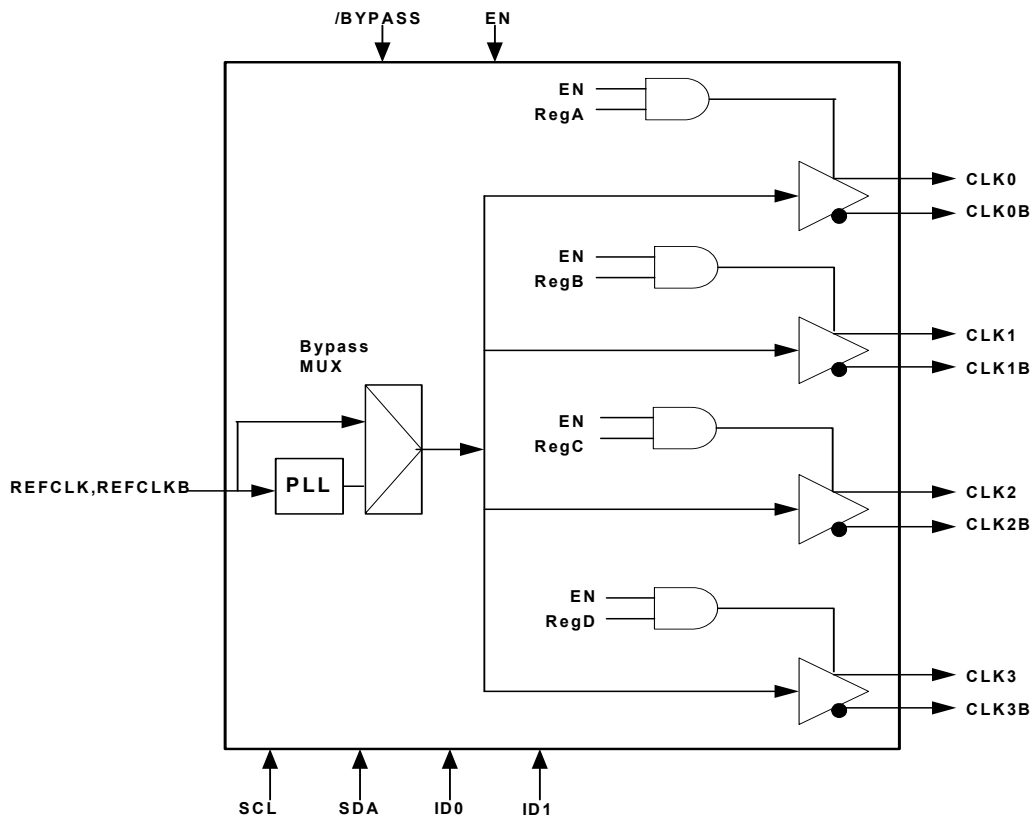 /BYPASS EN
EN
RegA
CLK0
CLK0B
EN
RegB
CLK1
CLK1B
Bypass
MUX
EN
RegC
REFCLK,REFCLKB
PLL
CLK2
CLK2B
EN
RegD
CLK3
CLK3B
SCL SDA ID0 ID1